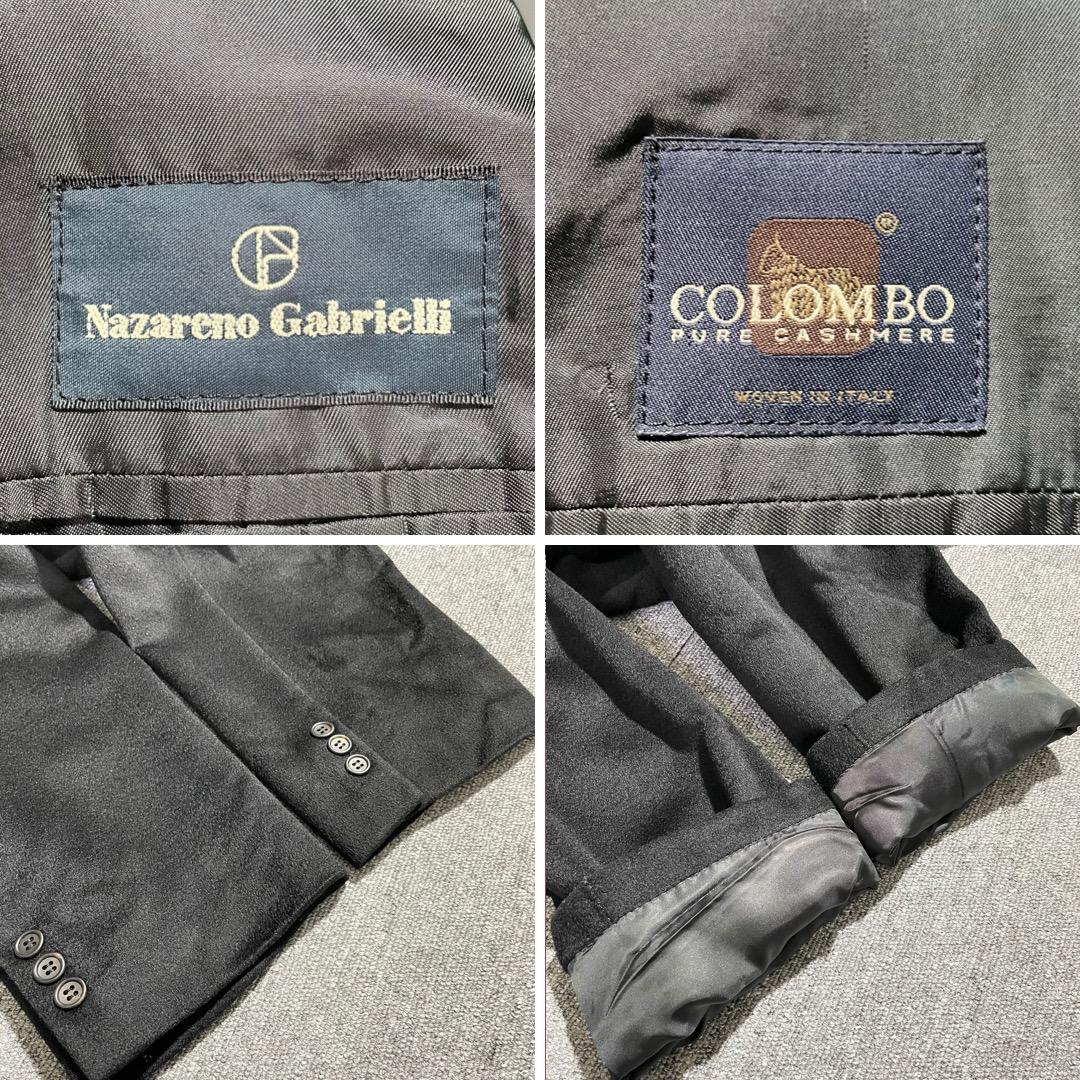 Nazareno Gabrielli
®
COLOMBO
PURE CASHMERE
WOVEN IN ITALY